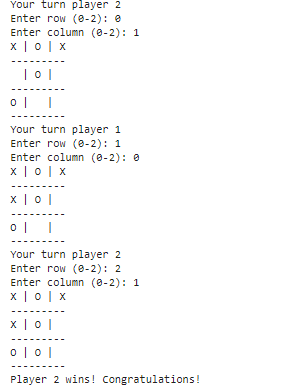 Your turn player 2
Enter row (0-2): 0
Enter column (0-2): 1
X | O | X
---------
  | O |
---------
O |   |
---------
Your turn player 1
Enter row (0-2): 1
Enter column (0-2): 0
X | O | X
---------
X | O |
---------
O |   |
---------
Your turn player 2
Enter row (0-2): 2
Enter column (0-2): 1
X | O | X
---------
X | O |
---------
O | O |
---------
Player 2 wins! Congratulations!